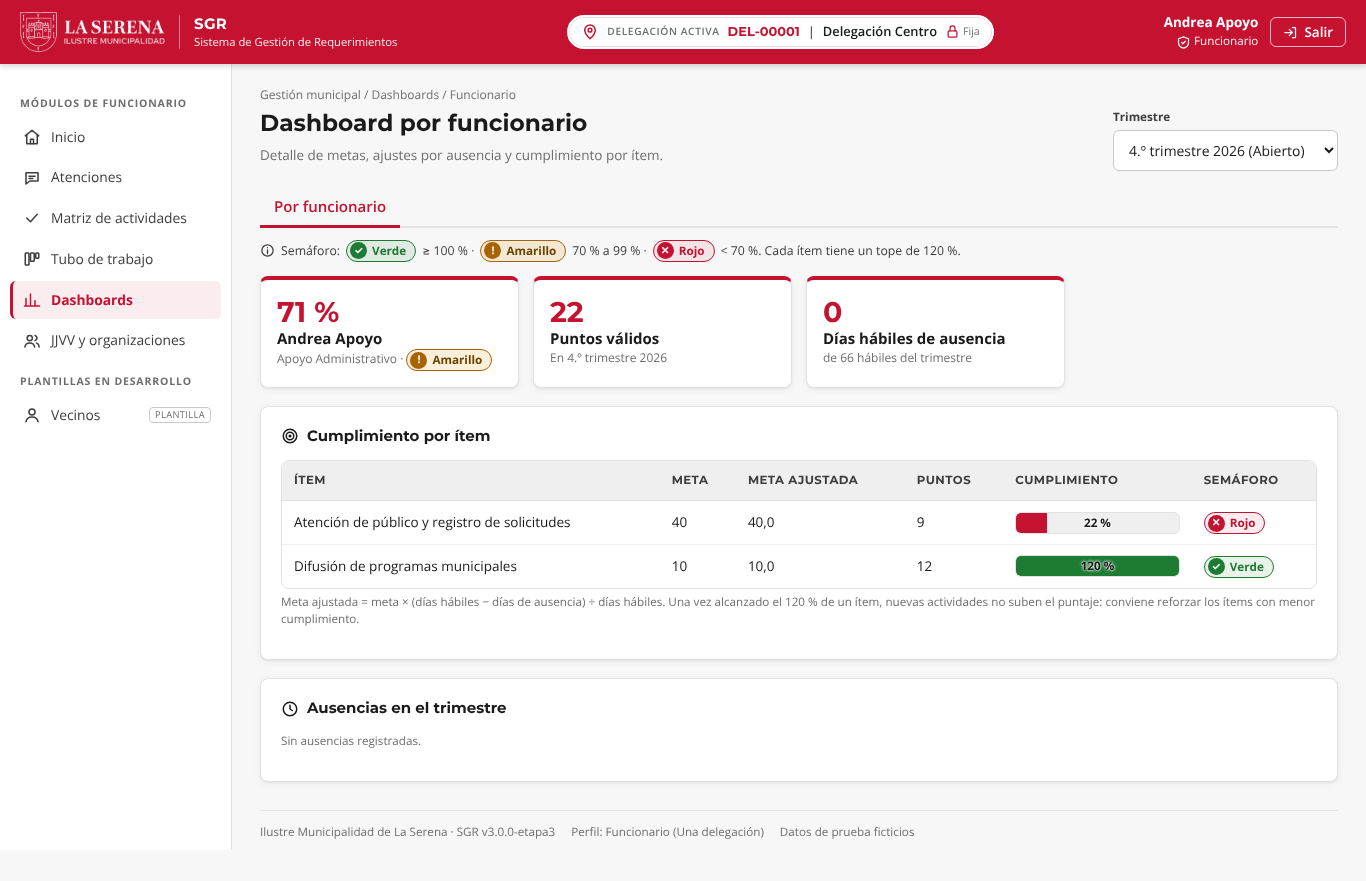 LA SERENA
ILUSTRE MUNICIPALIDAD
SGR
Sistema de Gestión de Requerimientos
DELEGACIÓN ACTIVA DEL-00001 | Delegación Centro Fija
Andrea Apoyo
Funcionario
Salir
MÓDULOS DE FUNCIONARIO
Inicio
Atenciones
Matriz de actividades
Tubo de trabajo
Dashboards
JJVV y organizaciones
PLANTILLAS EN DESARROLLO
Vecinos PLANTILLA
Gestión municipal / Dashboards / Funcionario
Dashboard por funcionario
Detalle de metas, ajustes por ausencia y cumplimiento por ítem.
Trimestre
4.º trimestre 2026 (Abierto)
Por funcionario
Semáforo: Verde ≥ 100 % · Amarillo 70 % a 99 % · Rojo < 70 %. Cada ítem tiene un tope de 120 %.
71 %
Andrea Apoyo
Apoyo Administrativo · Amarillo
22
Puntos válidos
En 4.º trimestre 2026
0
Días hábiles de ausencia
de 66 hábiles del trimestre
Cumplimiento por ítem
ÍTEM META META AJUSTADA PUNTOS CUMPLIMIENTO SEMÁFORO
Atención de público y registro de solicitudes 40 40,0 9 22 % Rojo
Difusión de programas municipales 10 10,0 12 120 % Verde
Meta ajustada = meta × (días hábiles − días de ausencia) ÷ días hábiles. Una vez alcanzado el 120 % de un ítem, nuevas actividades no suben el puntaje: conviene reforzar los ítems con menor
cumplimiento.
Ausencias en el trimestre
Sin ausencias registradas.
Ilustre Municipalidad de La Serena · SGR v3.0.0-etapa3 Perfil: Funcionario (Una delegación) Datos de prueba ficticios